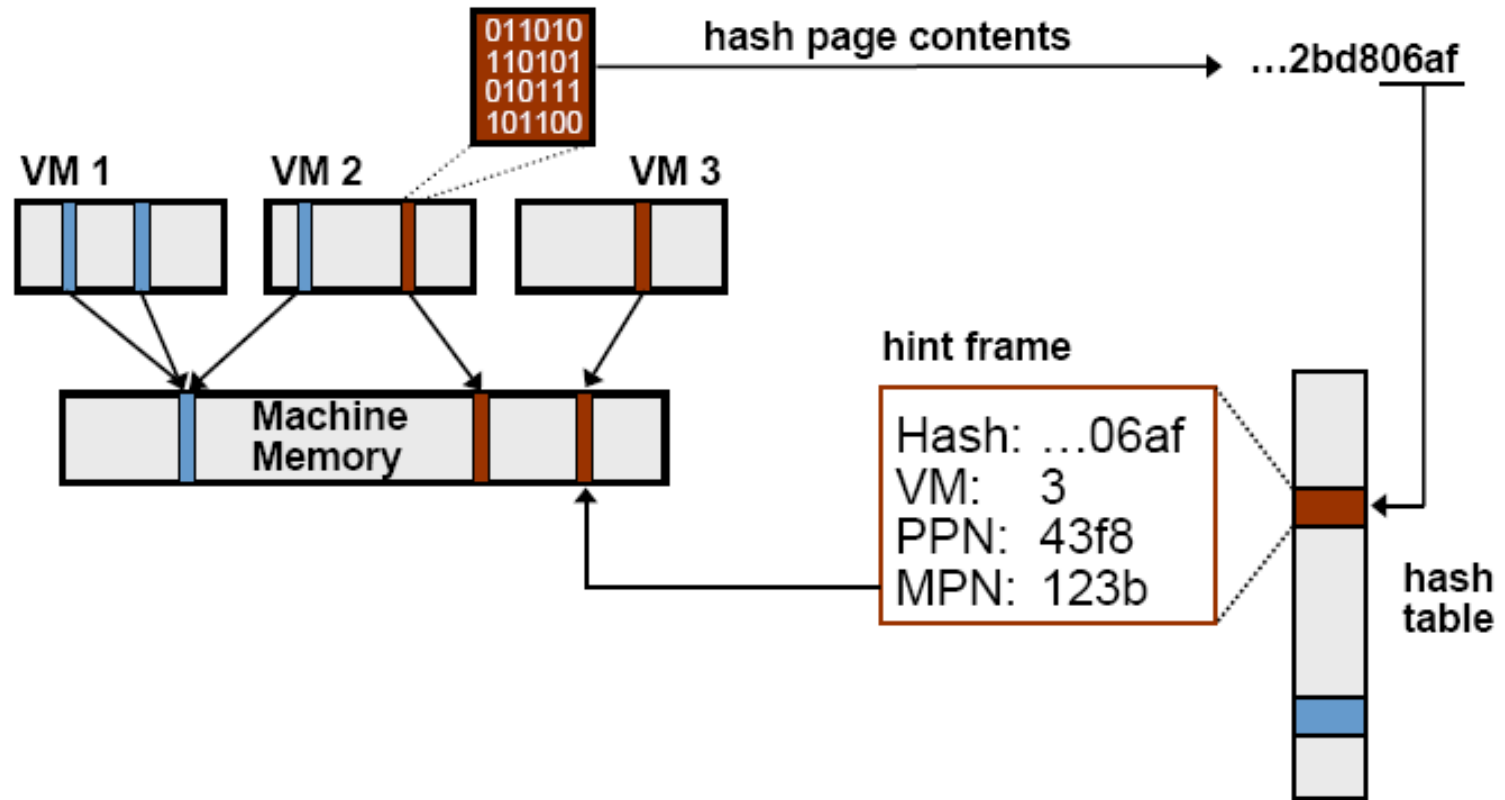 011010
110101
010111
101100
hash page contents
...2bd806af
VM 1
VM 2
VM 3
Machine
Memory
hint frame
Hash: ...06af
VM: 3
PPN: 43f8
MPN: 123b
hash
table